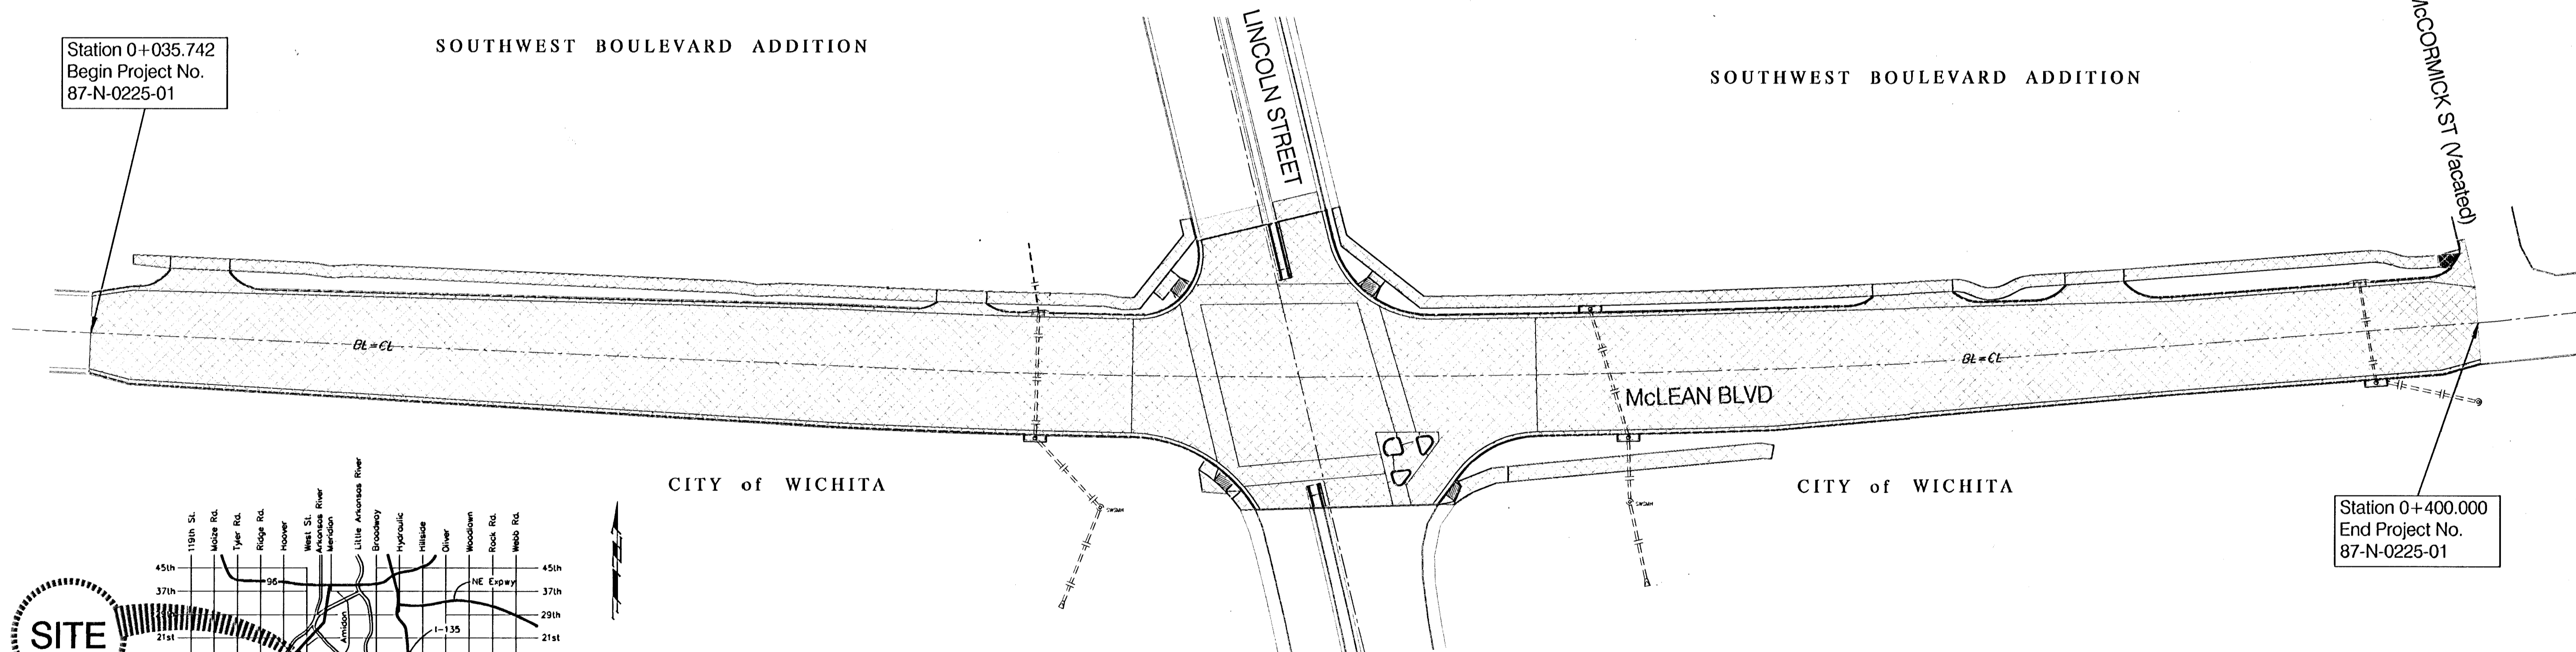 Station 0+035.742
Begin Project No.
87-N-0225-01
SOUTHWEST BOULEVARD ADDITION
LINCOLN STREET
SOUTHWEST BOULEVARD ADDITION
McCORMICK ST (Vacated)
BL=CL
BL=CL
McLEAN BLVD
CITY of WICHITA
CITY of WICHITA
SWSMH
SWSMH
Station 0+400.000
End Project No.
87-N-0225-01
119th St.
Maize Rd.
Tyler Rd.
Ridge Rd.
Hoover
West St.
Arkansas River
Meridian
Little Arkansas River
Broadway
Hydraulic
Hillside
Oliver
Woodlawn
Rock Rd.
Webb Rd.
45th
45th
96
NE Expwy
37th
37th
29th
29th
Amidon
I-135
21st
21st
SITE